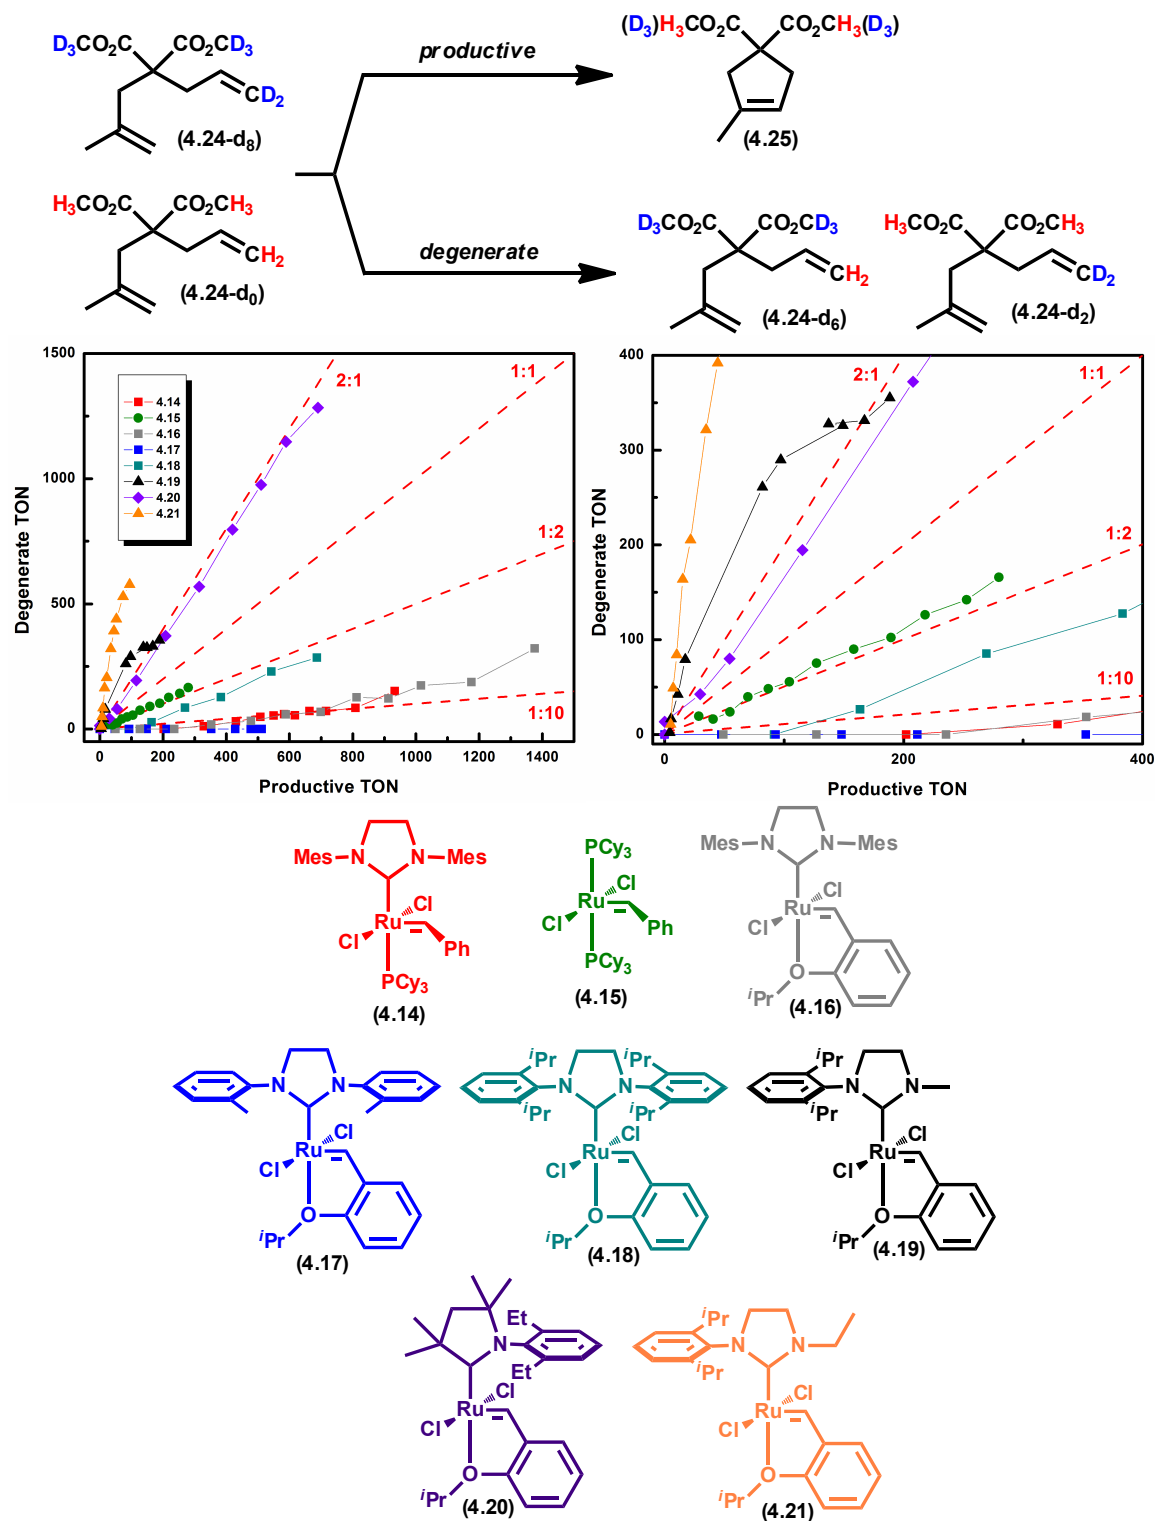 D3CO2C CO2CD3
CD2
(4.24-d8)
productive
(D3)H3CO2C CO2CH3(D3)
(4.25)
H3CO2C CO2CH3
CH2
(4.24-d0)
degenerate
D3CO2C CO2CD3
CH2
(4.24-d6)
H3CO2C CO2CH3
CD2
(4.24-d2)
1500
1000
500
0
Degenerate TON
4.14
4.15
4.16
4.17
4.18
4.19
4.20
4.21
2:1
1:1
1:2
1:10
0 200 400 600 800 1000 1200 1400
Productive TON
400
300
200
100
0
Degenerate TON
2:1
1:1
1:2
1:10
0 200 400
Productive TON
Mes N N Mes
Cl
Ru
Cl
Ph
PCy3
(4.14)
PCy3
Cl
Ru
Cl
Ph
PCy3
(4.15)
Mes N N Mes
Cl
Ru
Cl
O
iPr
(4.16)
N N
Cl
Ru
Cl
O
iPr
(4.17)
iPr iPr
N N
iPr iPr
Cl
Ru
Cl
O
iPr
(4.18)
iPr
N N
iPr
Cl
Ru
Cl
O
iPr
(4.19)
Et
N
Et
Cl
Ru
Cl
O
iPr
(4.20)
iPr
N N
iPr
Cl
Ru
Cl
O
iPr
(4.21)